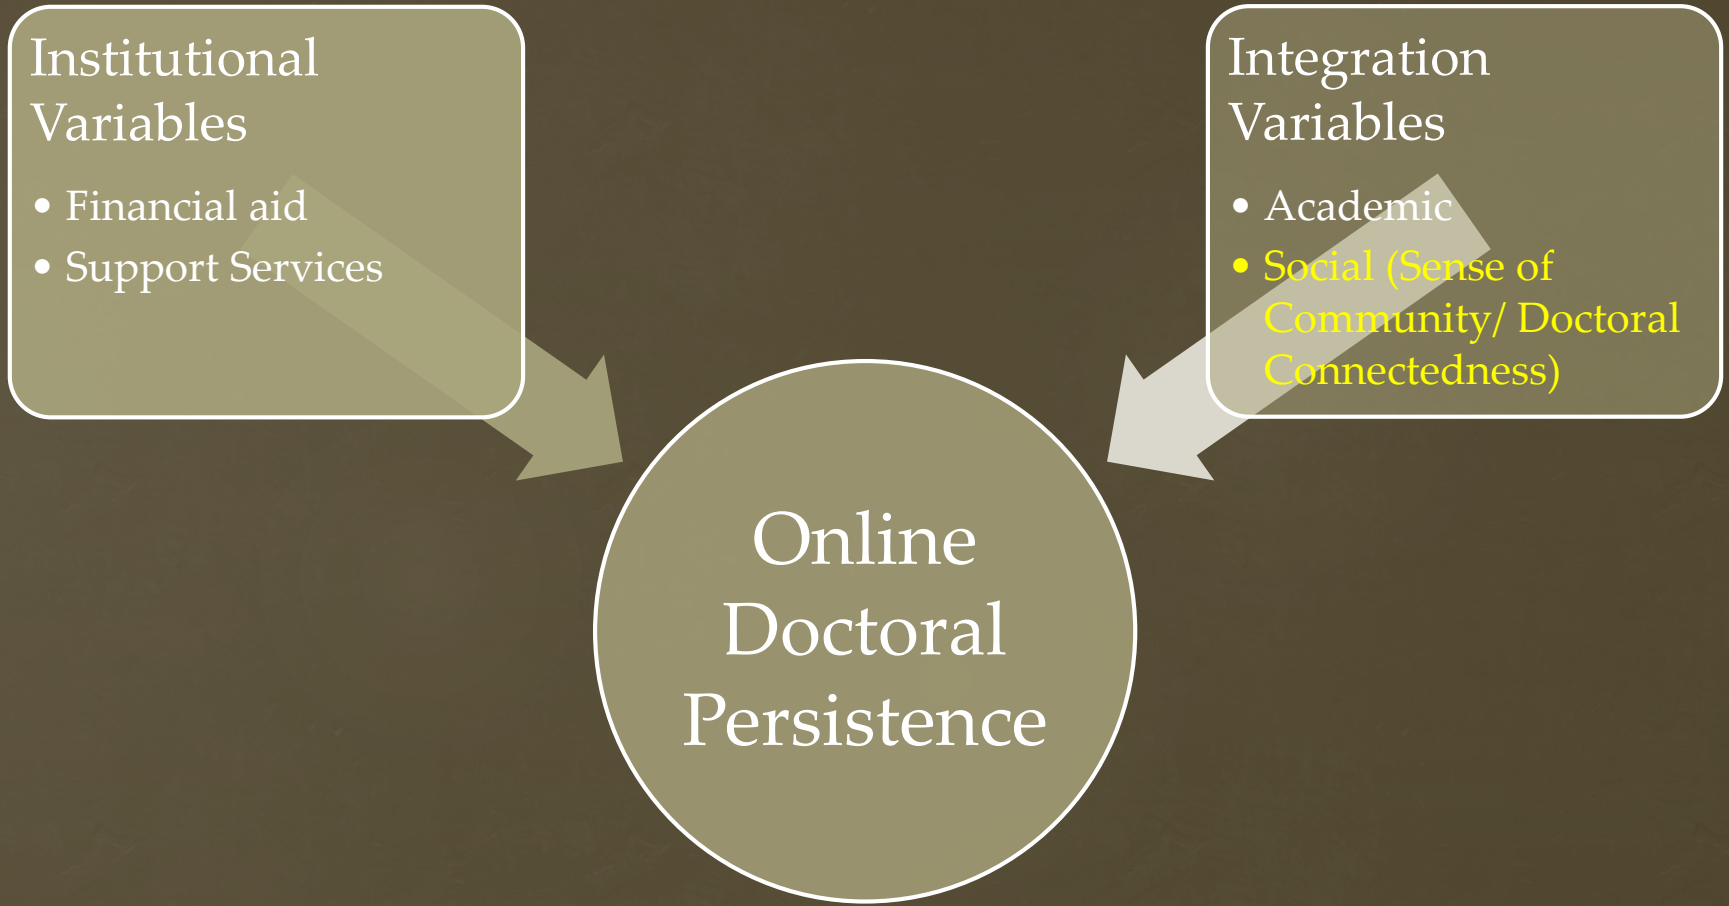 Institutional
Variables
• Financial aid
• Support Services
Integration
Variables
• Academic
• Social (Sense of
Community/ Doctoral
Connectedness)
Online
Doctoral
Persistence